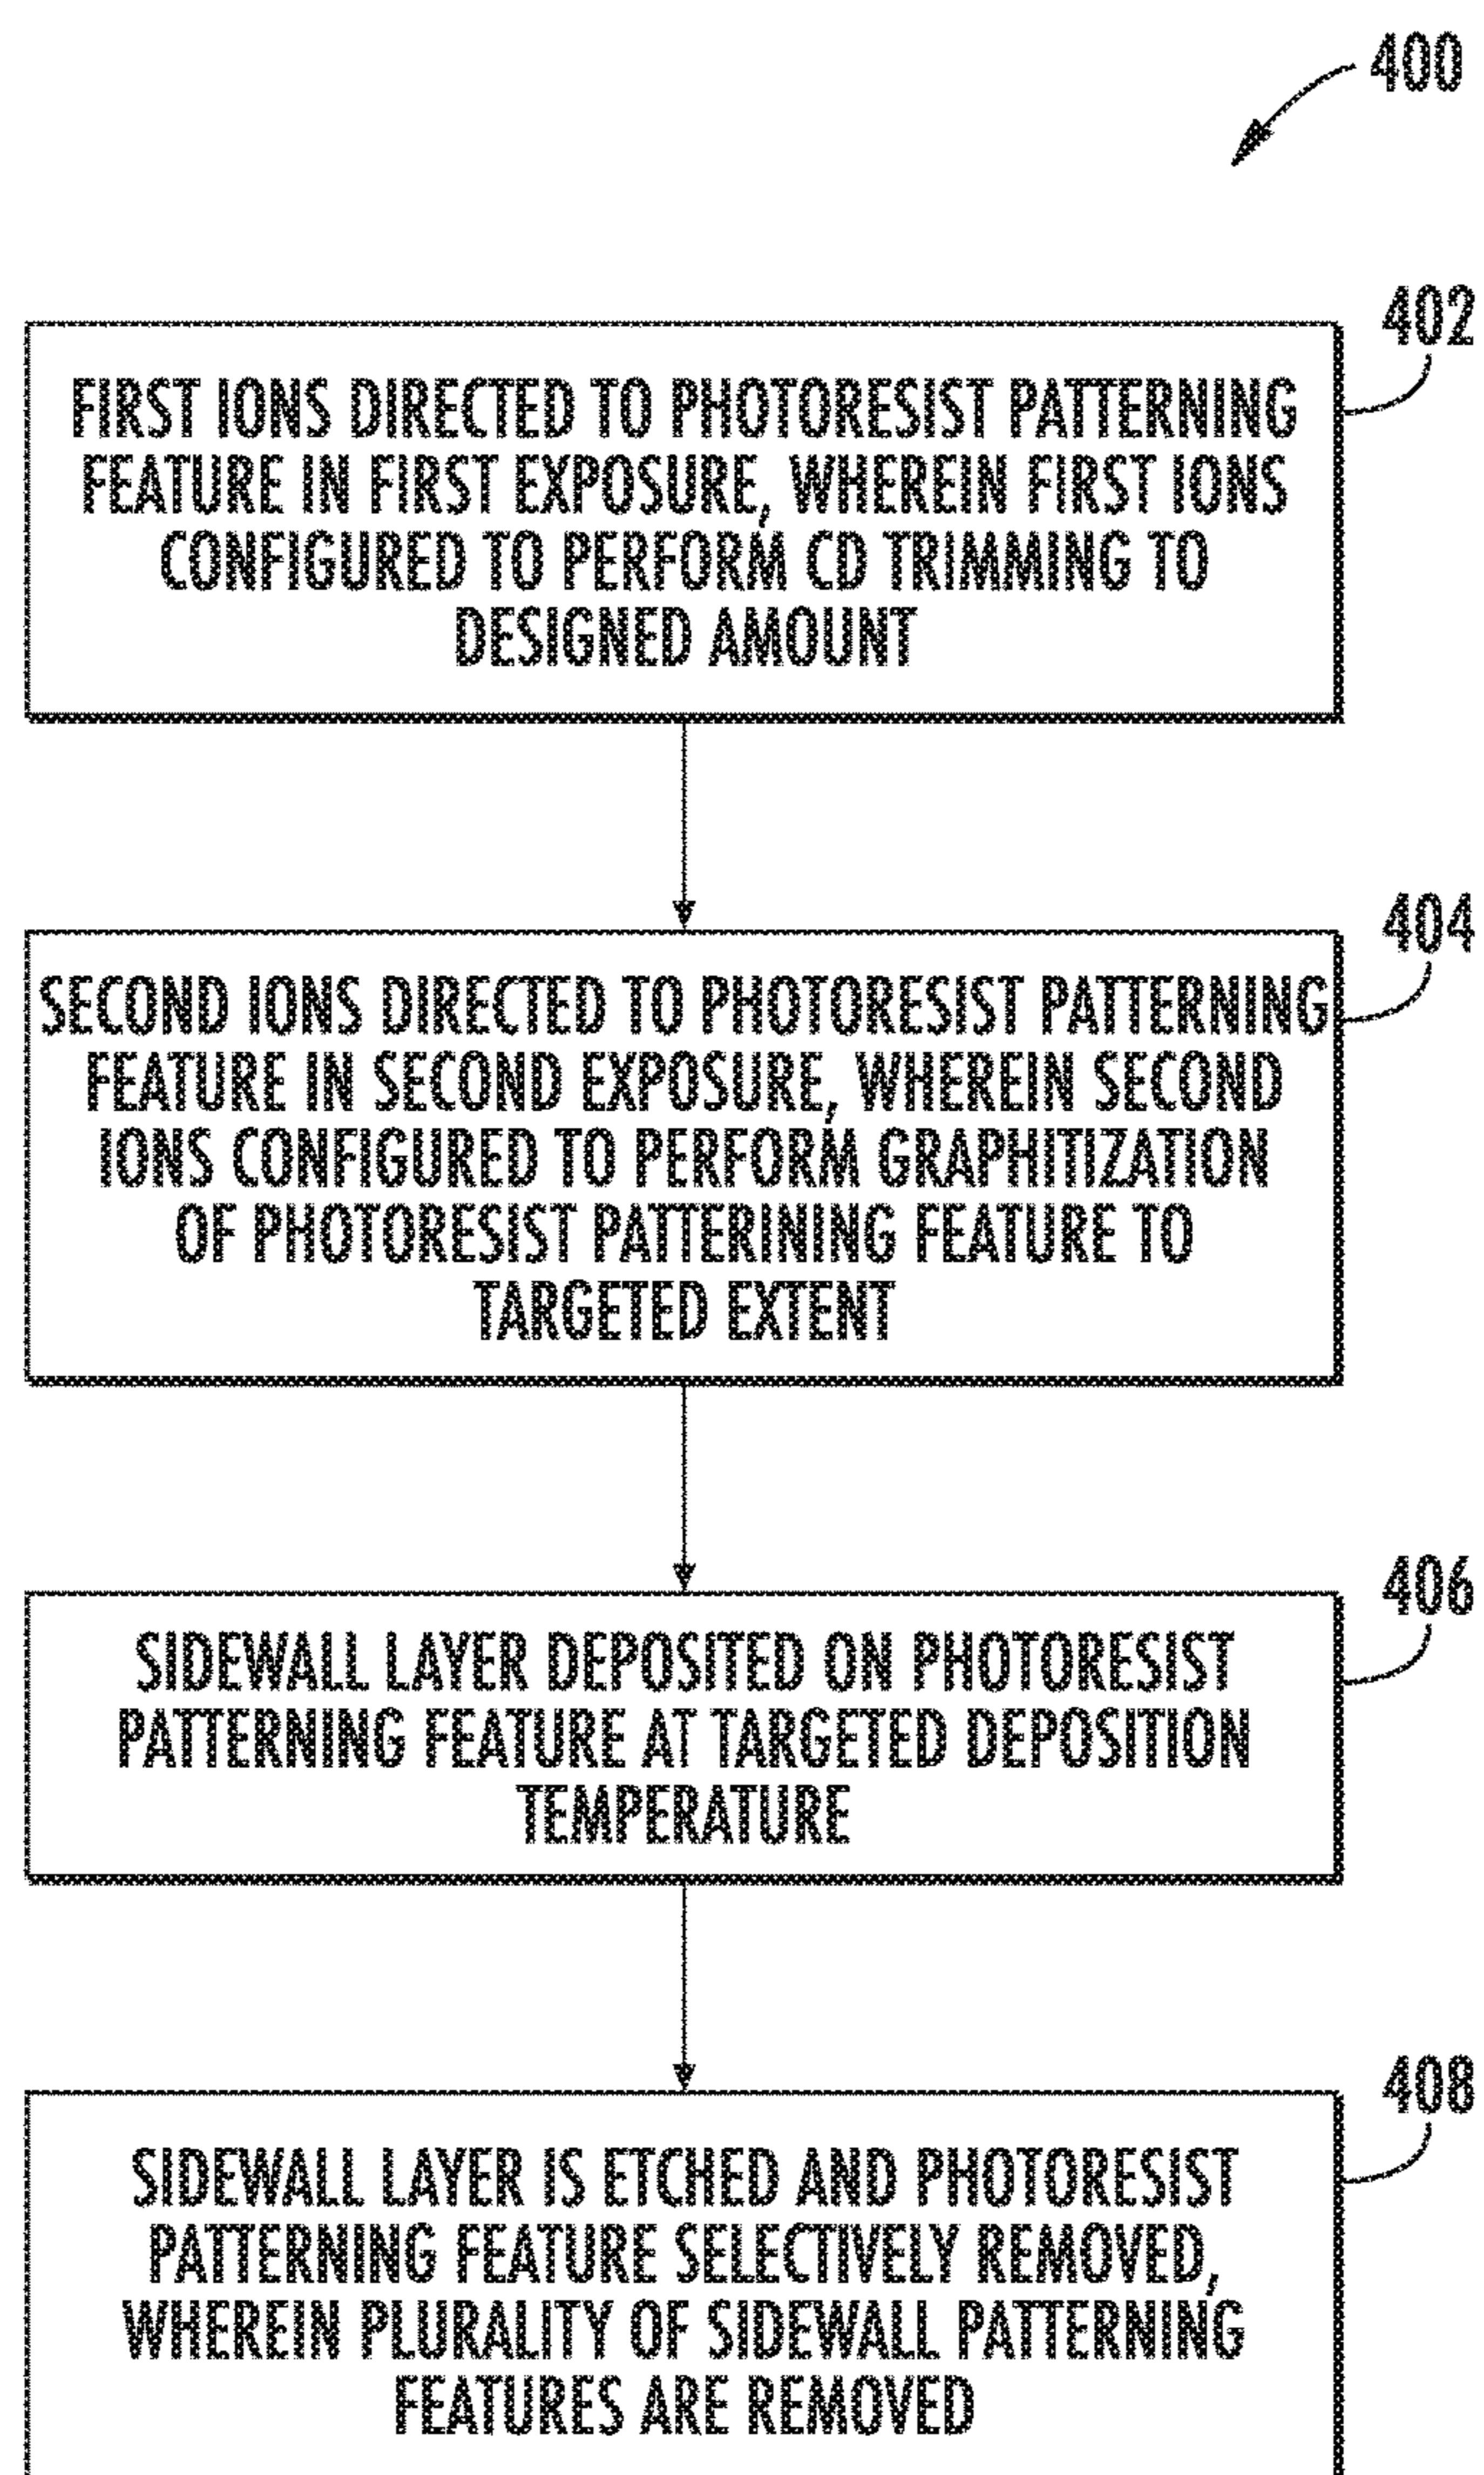 400
402
FIRST IONS DIRECTED TO PHOTORESIST PATTERNING
FEATURE IN FIRST EXPOSURE, WHEREIN FIRST IONS
CONFIGURED TO PERFORM CD TRIMMING TO
DESIGNED AMOUNT
404
SECOND IONS DIRECTED TO PHOTORESIST PATTERNING
FEATURE IN SECOND EXPOSURE, WHEREIN SECOND
IONS CONFIGURED TO PERFORM GRAPHITIZATION
OF PHOTORESIST PATTERINING FEATURE TO
TARGETED EXTENT
406
SIDEWALL LAYER DEPOSITED ON PHOTORESIST
PATTERNING FEATURE AT TARGETED DEPOSITION
TEMPERATURE
408
SIDEWALL LAYER IS ETCHED AND PHOTORESIST
PATTERNING FEATURE SELECTIVELY REMOVED,
WHEREIN PLURALITY OF SIDEWALL PATTERNING
FEATURES ARE REMOVED